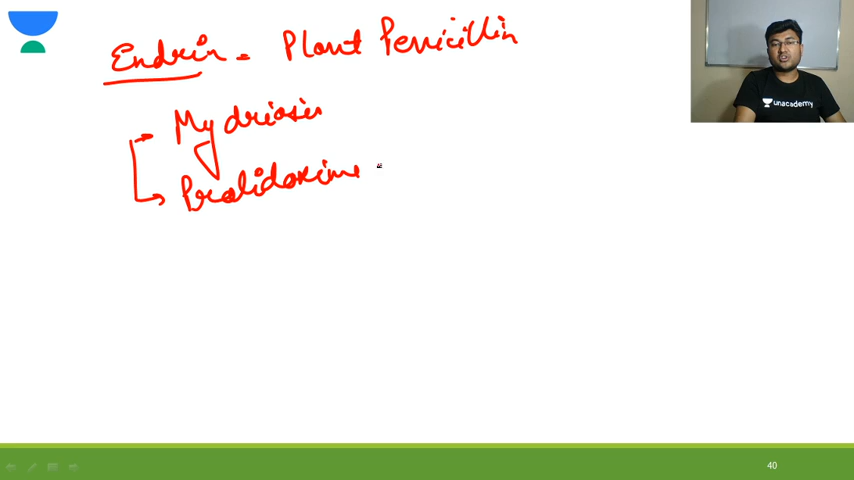 Endrin = Plant Penicillin
Mydriasis
Pralidoxime
unacademy
40